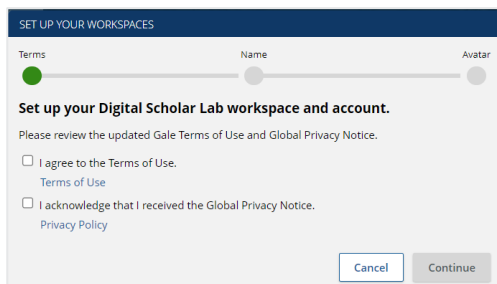 SET UP YOUR WORKSPACES
Terms Name Avatar
Set up your Digital Scholar Lab workspace and account.
Please review the updated Gale Terms of Use and Global Privacy Notice.
I agree to the Terms of Use.
Terms of Use
I acknowledge that I received the Global Privacy Notice.
Privacy Policy
Cancel Continue